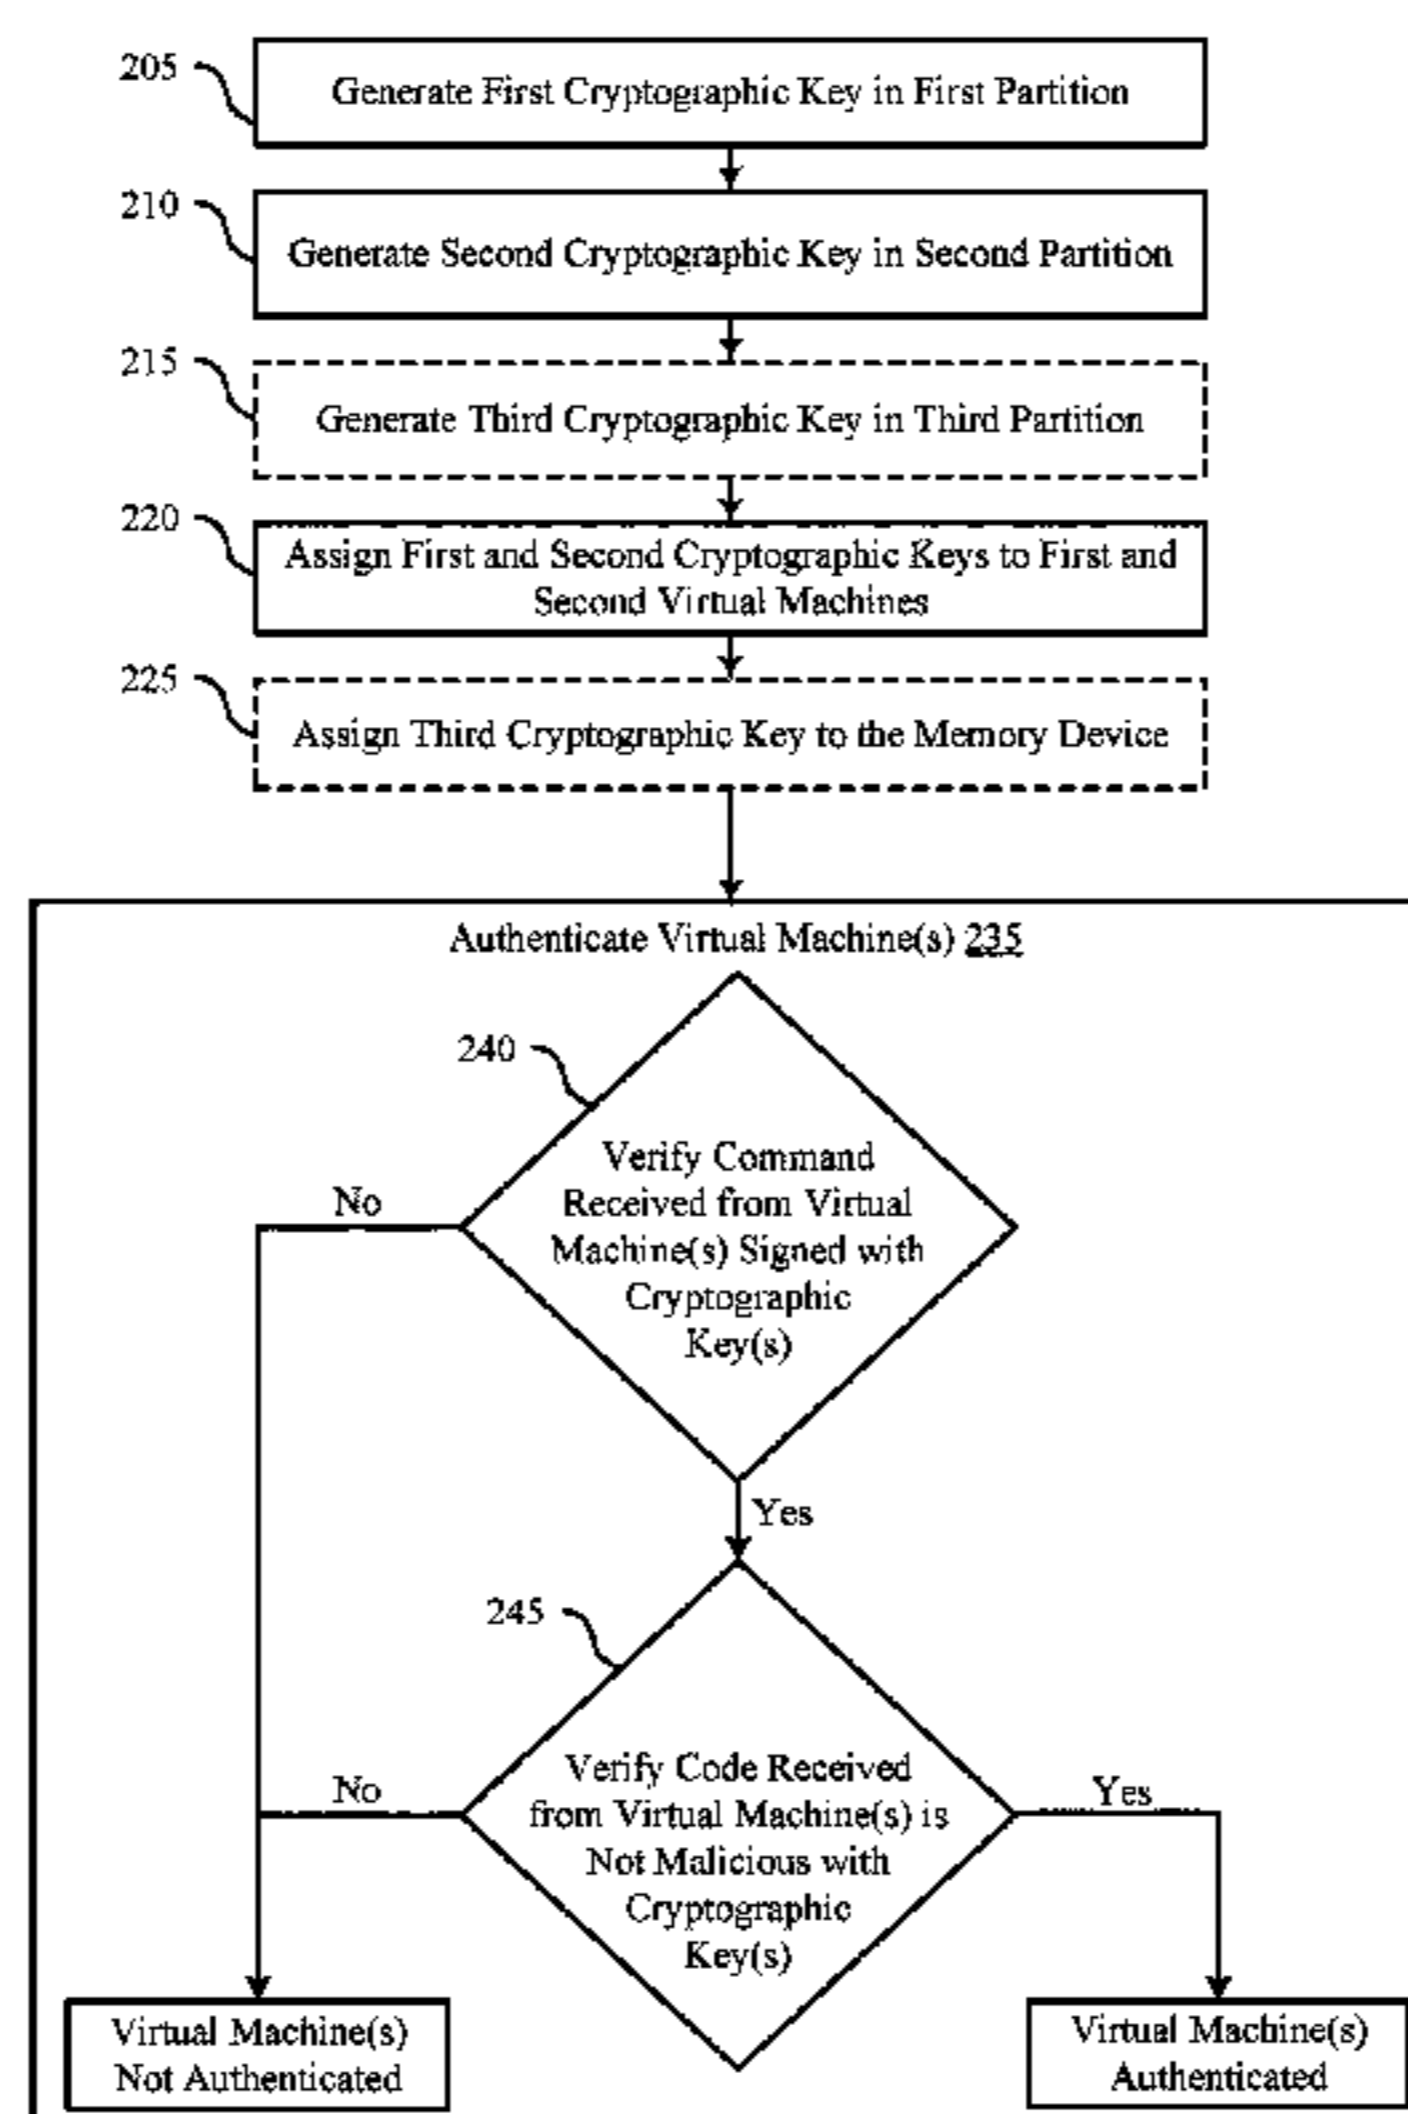 205
Generate First Cryptographic Key in First Partition
210
Generate Second Cryptographic Key in Second Partition
215
Generate Third Cryptographic Key in Third Partition
220
Assign First and Second Cryptographic Keys to First and
Second Virtual Machines
225
Assign Third Cryptographic Key to the Memory Device
Authenticate Virtual Machine(s) 235
240
Verify Command
Received from Virtual
Machine(s) Signed with
Cryptographic
Key(s)
No
Yes
245
Verify Code Received
from Virtual Machine(s) is
Not Malicious with
Cryptographic
Key(s)
No
Yes
Virtual Machine(s)
Not Authenticated
Virtual Machine(s)
Authenticated